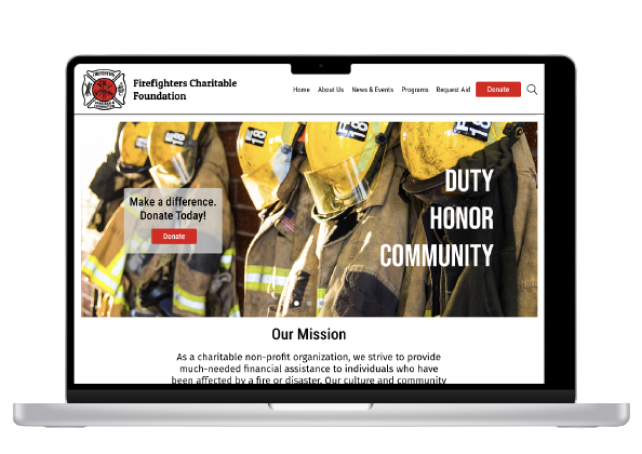 Firefighters Charitable
Foundation
Home About Us News & Events Programs Request Aid Donate
DUTY
HONOR
COMMUNITY
Make a difference.
Donate Today!
Donate
Our Mission
As a charitable non-profit organization, we strive to provide
much-needed financial assistance to individuals who have
been affected by a fire or disaster. Our culture and community